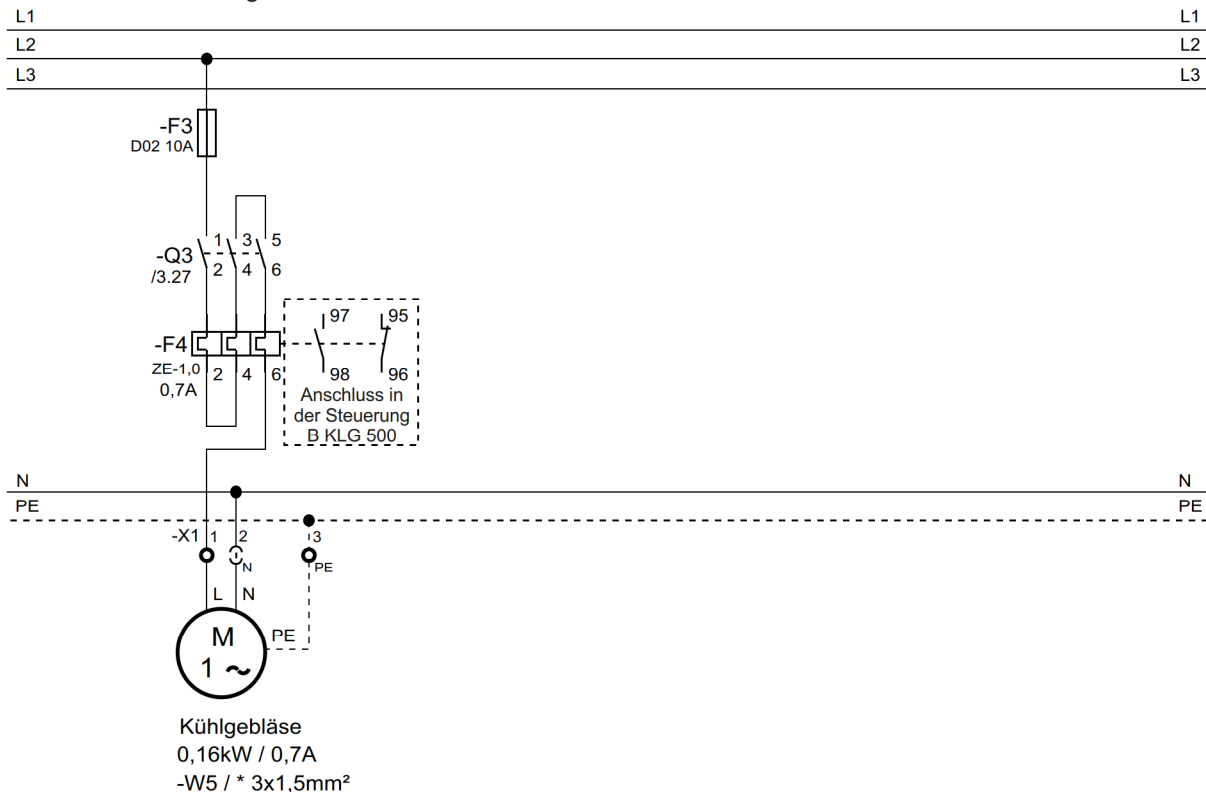 L1 L1
L2 L2
L3 L3
-F3
D02 10A
1 3 5
-Q3
/3.27
2 4 6
97 95
-F4
ZE-1,0
0,7A
2 4 6
98 96
Anschluss in
der Steuerung
B KLG 500
N N
PE PE
-X1 1 2 3
N PE
L N
M
1 ~
PE
Kühlgebläse
0,16kW / 0,7A
-W5 / * 3x1,5mm²